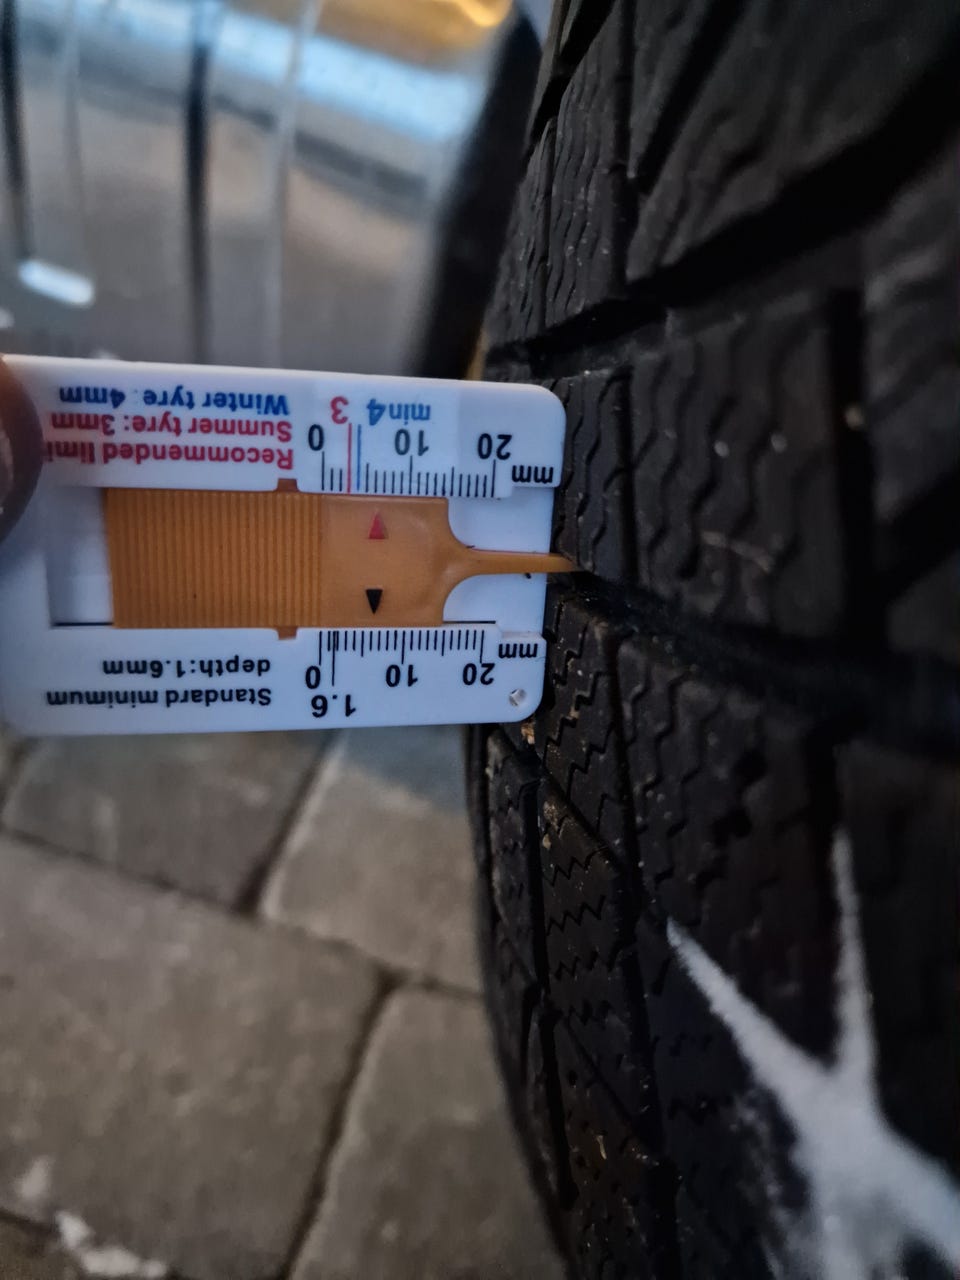 Standard minimum
depth:1.6mm
1.6
20 10 0
mm
mm
20 10 0
min4 3
Recommended limi
Summer tyre: 3mm
Winter tyre: 4mm